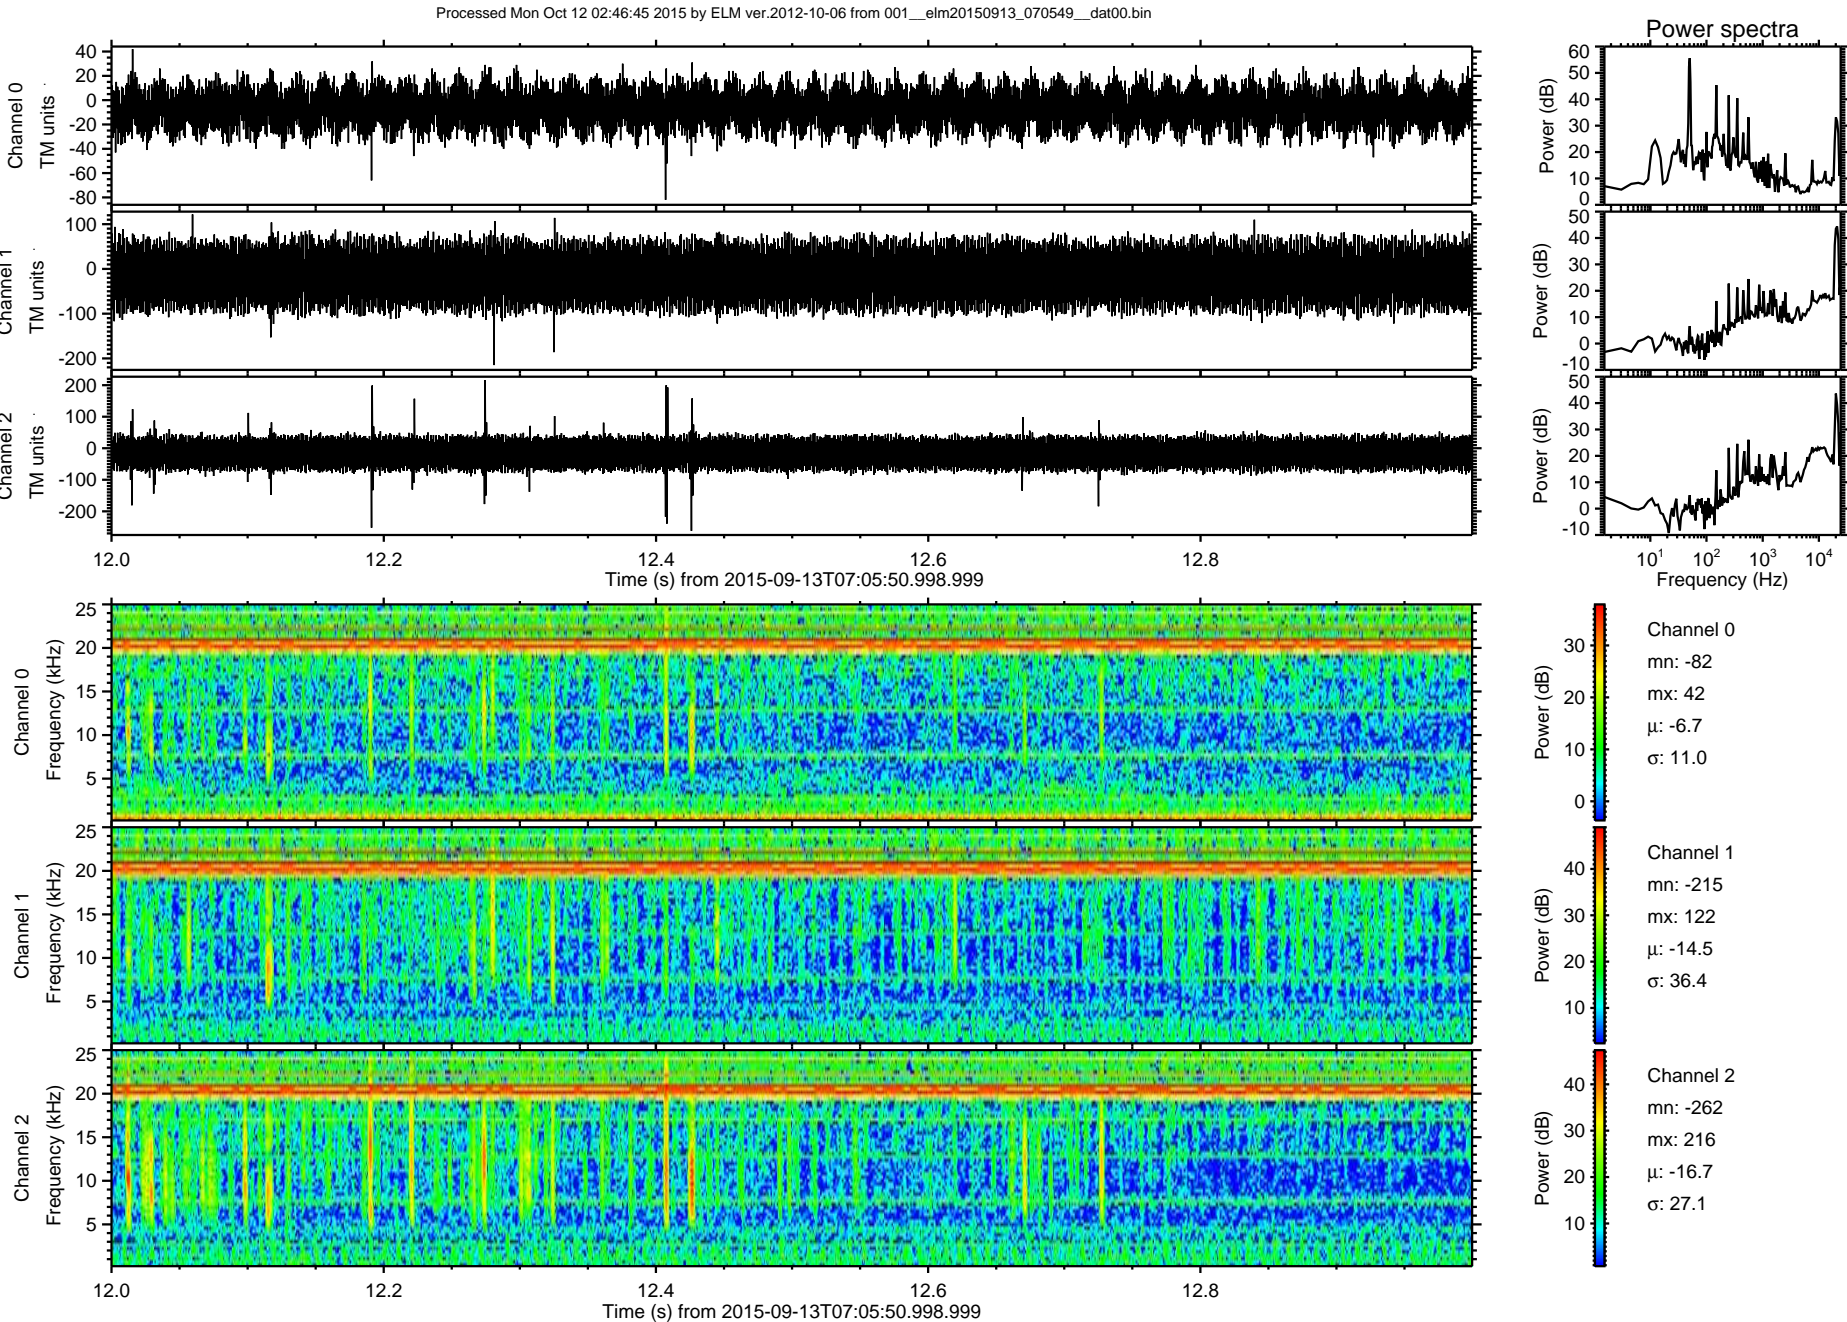 Processed Mon Oct 12 02:46:45 2015 by ELM ver.2012-10-06 from 001__elm20150913_070549__dat00.bin
Power spectra
Channel 0
TM units
40
20
0
-20
-40
-60
-80
Power (dB)
60
50
40
30
20
10
0
Channel 1
TM units
100
0
-100
-200
Power (dB)
50
40
30
20
10
0
-10
Channel 2
TM units
200
100
0
-100
-200
Power (dB)
50
40
30
20
10
0
-10
12.0 12.2 12.4 12.6 12.8
Time (s) from 2015-09-13T07:05:50.998.999
10^1 10^2 10^3 10^4
Frequency (Hz)
Channel 0
Frequency (kHz)
25
20
15
10
5
Power (dB)
30
20
10
0
Channel 0
mn: -82
mx: 42
μ: -6.7
σ: 11.0
Channel 1
Frequency (kHz)
25
20
15
10
5
Power (dB)
40
30
20
10
Channel 1
mn: -215
mx: 122
μ: -14.5
σ: 36.4
Channel 2
Frequency (kHz)
25
20
15
10
5
Power (dB)
40
30
20
10
Channel 2
mn: -262
mx: 216
μ: -16.7
σ: 27.1
12.0 12.2 12.4 12.6 12.8
Time (s) from 2015-09-13T07:05:50.998.999